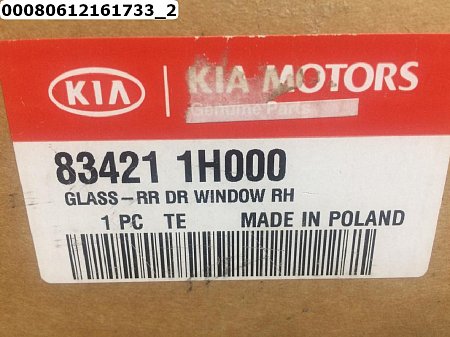 00080612161733_2
KIA
KIA MOTORS
Genuine Parts
83421 1H000
GLASS-RR DR WINDOW RH
1 PC TE MADE IN POLAND